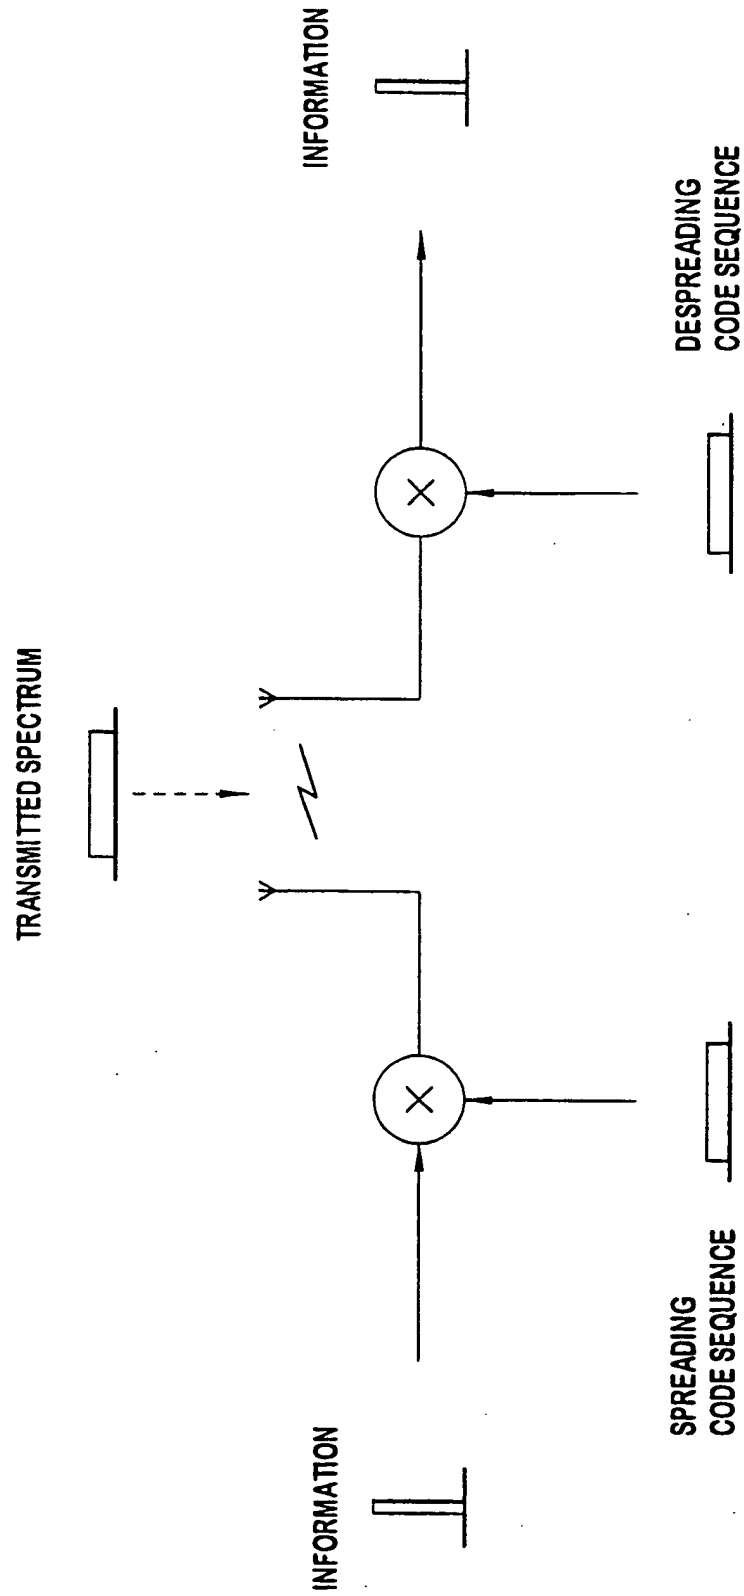 TRANSMITTED SPECTRUM
INFORMATION
INFORMATION
SPREADING
CODE SEQUENCE
DESPREADING
CODE SEQUENCE